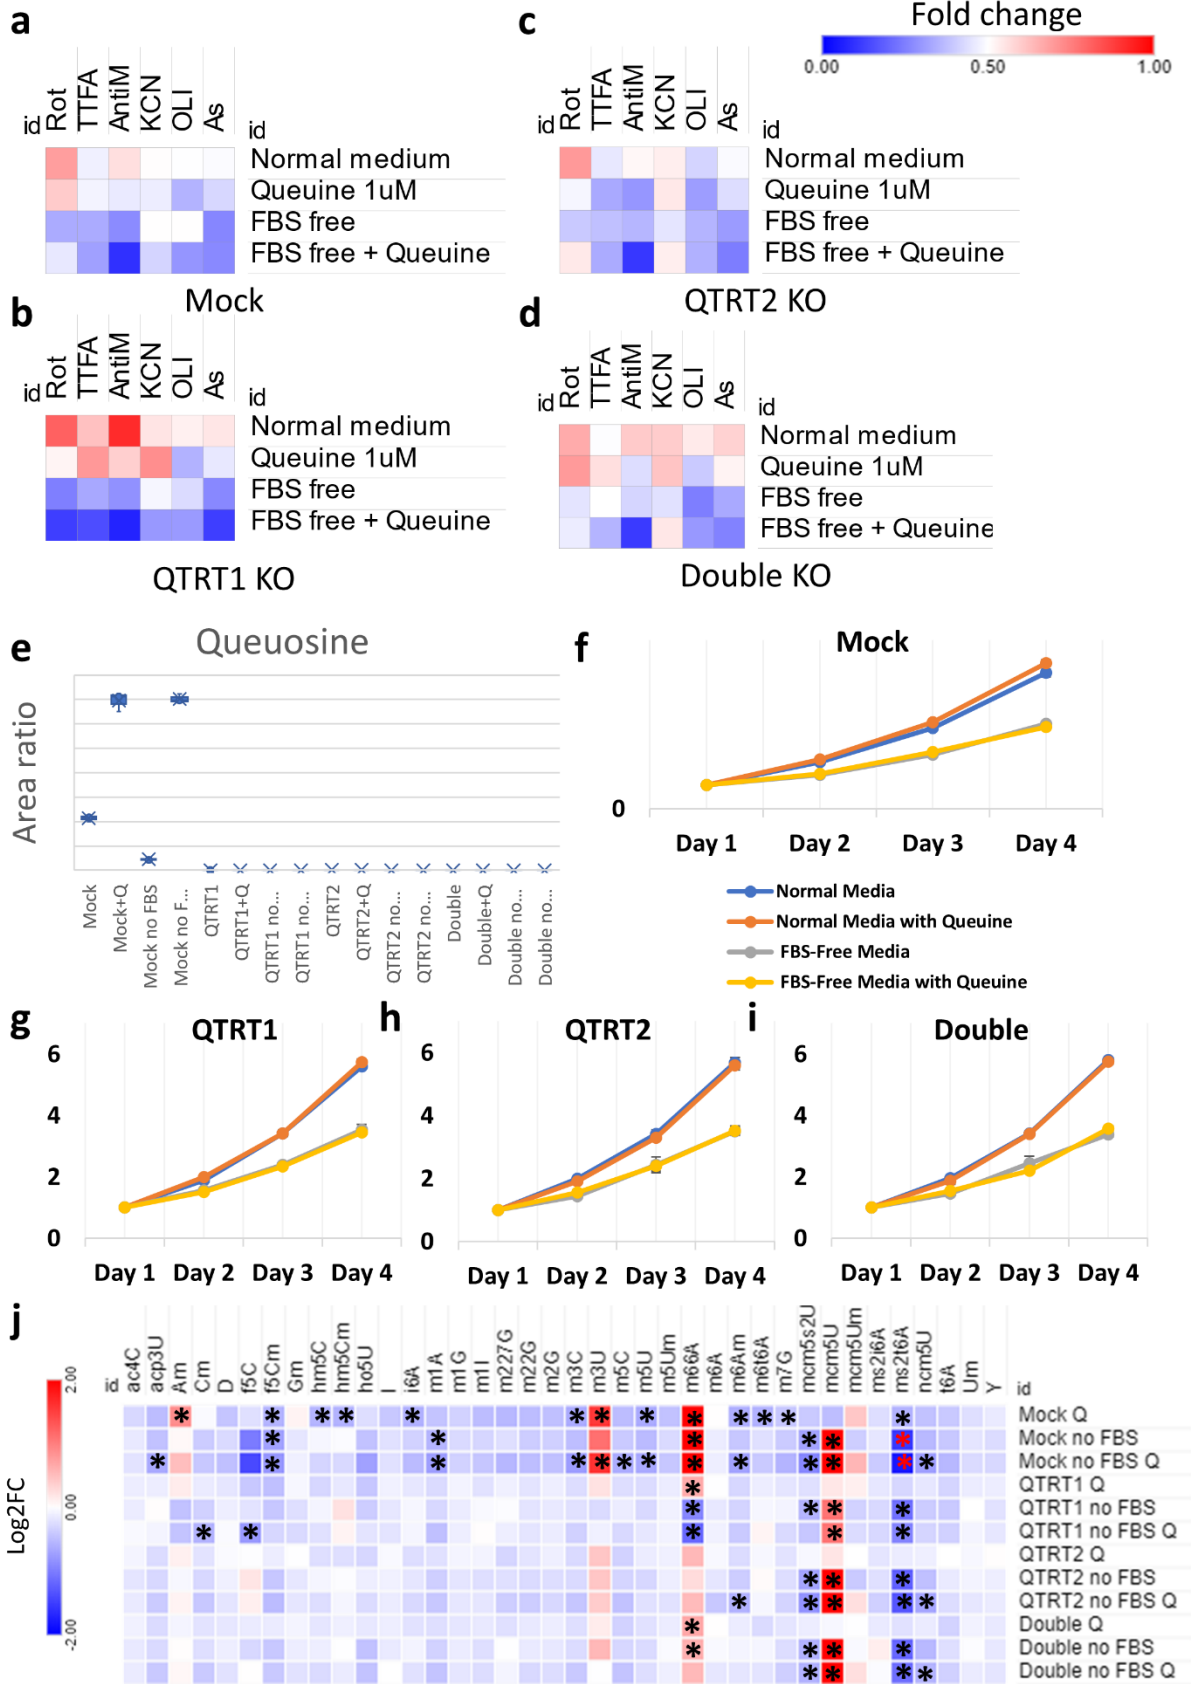 a
c
Fold change
0.00 0.50 1.00
id Rot TTFA AntiM KCN OLI As id
Normal medium
Queuine 1uM
FBS free
FBS free + Queuine
Mock
id Rot TTFA AntiM KCN OLI As id
Normal medium
Queuine 1uM
FBS free
FBS free + Queuine
QTRT2 KO
b
id Rot TTFA AntiM KCN OLI As id
Normal medium
Queuine 1uM
FBS free
FBS free + Queuine
QTRT1 KO
d
id Rot TTFA AntiM KCN OLI As id
Normal medium
Queuine 1uM
FBS free
FBS free + Queuine
Double KO
e
Queuosine
Area ratio
Mock
Mock+Q
Mock no FBS
Mock no F...
QTRT1
QTRT1+Q
QTRT1 no...
QTRT1 no...
QTRT2
QTRT2+Q
QTRT2 no...
QTRT2 no...
Double
Double+Q
Double no...
Double no...
f
Mock
0
Day 1 Day 2 Day 3 Day 4
Normal Media
Normal Media with Queuine
FBS-Free Media
FBS-Free Media with Queuine
g
QTRT1
6
4
2
0
Day 1 Day 2 Day 3 Day 4
h
QTRT2
6
4
2
0
Day 1 Day 2 Day 3 Day 4
i
Double
6
4
2
0
Day 1 Day 2 Day 3 Day 4
j
Log2FC
2.00
0.00
-2.00
id ac4C acp3U Am Cm D f5C f5Cm Gm hm5C hm5Cm ho5U I i6A m1A m1G m1I m227G m22G m2G m3C m3U m5C m5U m5Um m66A m6A m6Am m6t6A m7G mcm5s2U mcm5U mcm5Um ms2i6A ms2t6A ncm5U t6A Um Y id
Mock Q
Mock no FBS
Mock no FBS Q
QTRT1 Q
QTRT1 no FBS
QTRT1 no FBS Q
QTRT2 Q
QTRT2 no FBS
QTRT2 no FBS Q
Double Q
Double no FBS
Double no FBS Q